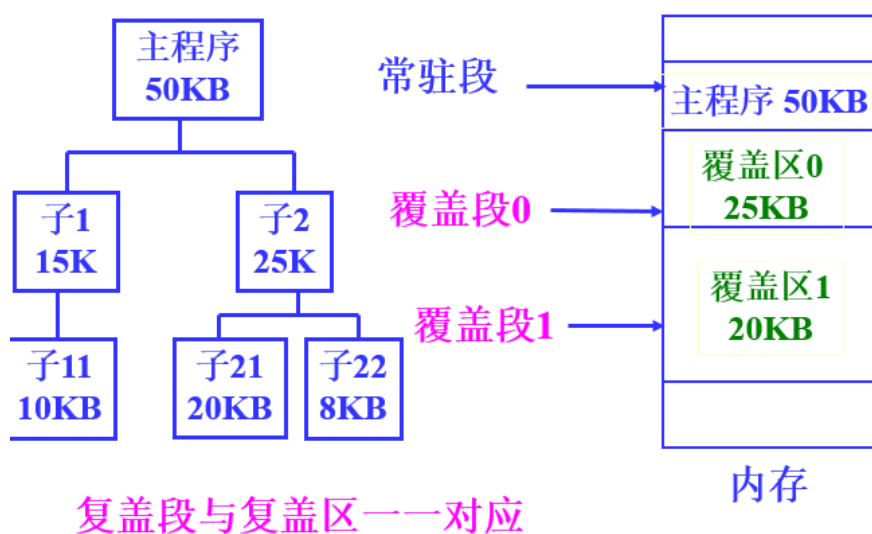 主程序
50KB
子1
15K
子2
25K
子11
10KB
子21
20KB
子22
8KB
常驻段
覆盖段0
覆盖段1
主程序 50KB
覆盖区0
25KB
覆盖区1
20KB
内存
复盖段与复盖区一一对应